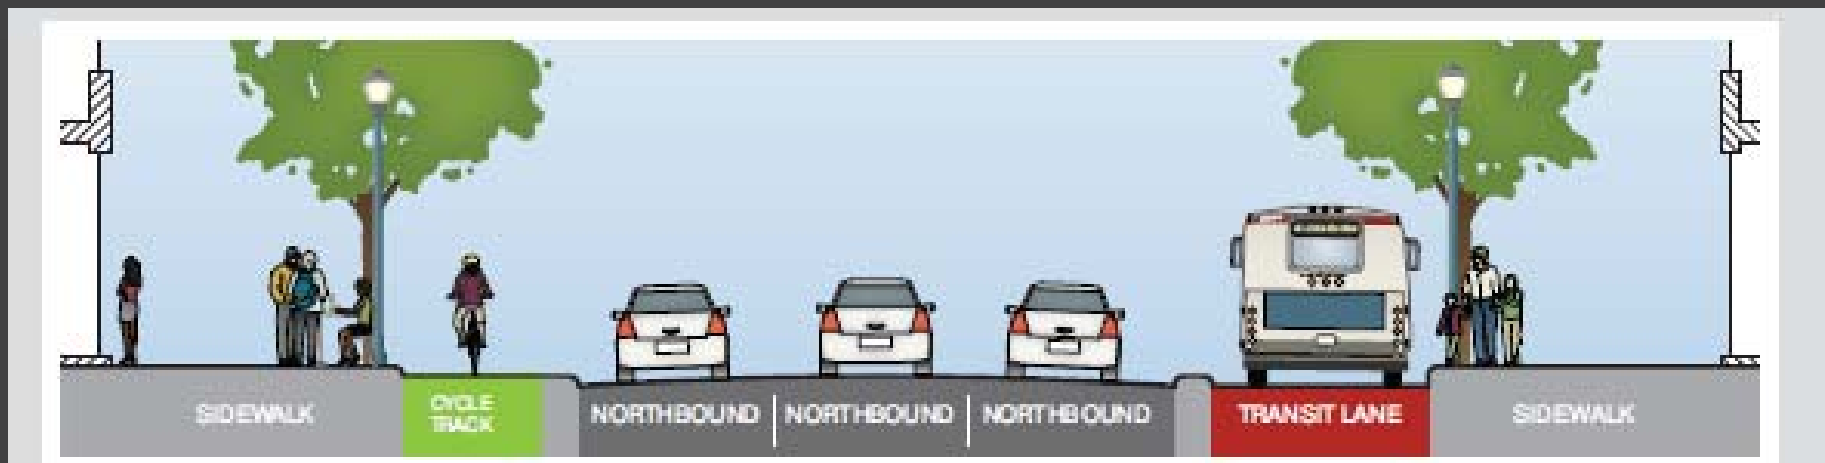 SIDEWALK
CYCLE
TRACK
NORTHBOUND
NORTHBOUND
NORTHBOUND
TRANSIT LANE
SIDEWALK